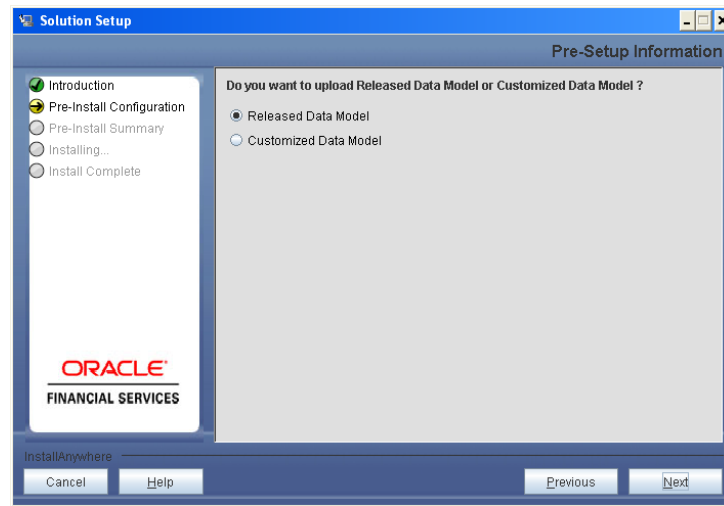 Solution Setup
Pre-Setup Information
Introduction
Pre-Install Configuration
Pre-Install Summary
Installing...
Install Complete
ORACLE
FINANCIAL SERVICES
Do you want to upload Released Data Model or Customized Data Model ?
Released Data Model
Customized Data Model
InstallAnywhere
Cancel
Help
Previous
Next